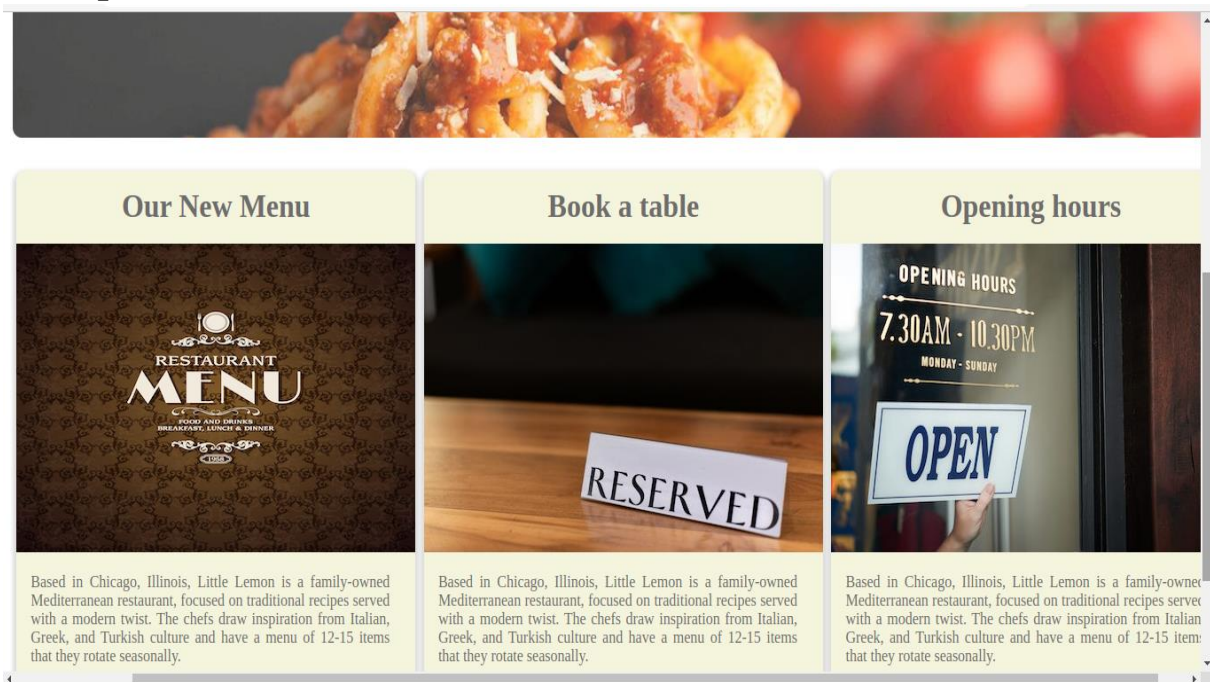 Our New Menu
Book a table
Opening hours
RESTAURANT
MENU
FOOD AND DRINKS
BREAKFAST, LUNCH & DINNER
1958
RESERVED
OPENING HOURS
7.30AM - 10.30PM
MONDAY - SUNDAY
OPEN
Based in Chicago, Illinois, Little Lemon is a family-owned
Mediterranean restaurant, focused on traditional recipes served
with a modern twist. The chefs draw inspiration from Italian,
Greek, and Turkish culture and have a menu of 12-15 items
that they rotate seasonally.
Based in Chicago, Illinois, Little Lemon is a family-owned
Mediterranean restaurant, focused on traditional recipes served
with a modern twist. The chefs draw inspiration from Italian,
Greek, and Turkish culture and have a menu of 12-15 items
that they rotate seasonally.
Based in Chicago, Illinois, Little Lemon is a family-owned
Mediterranean restaurant, focused on traditional recipes served
with a modern twist. The chefs draw inspiration from Italian,
Greek, and Turkish culture and have a menu of 12-15 items
that they rotate seasonally.